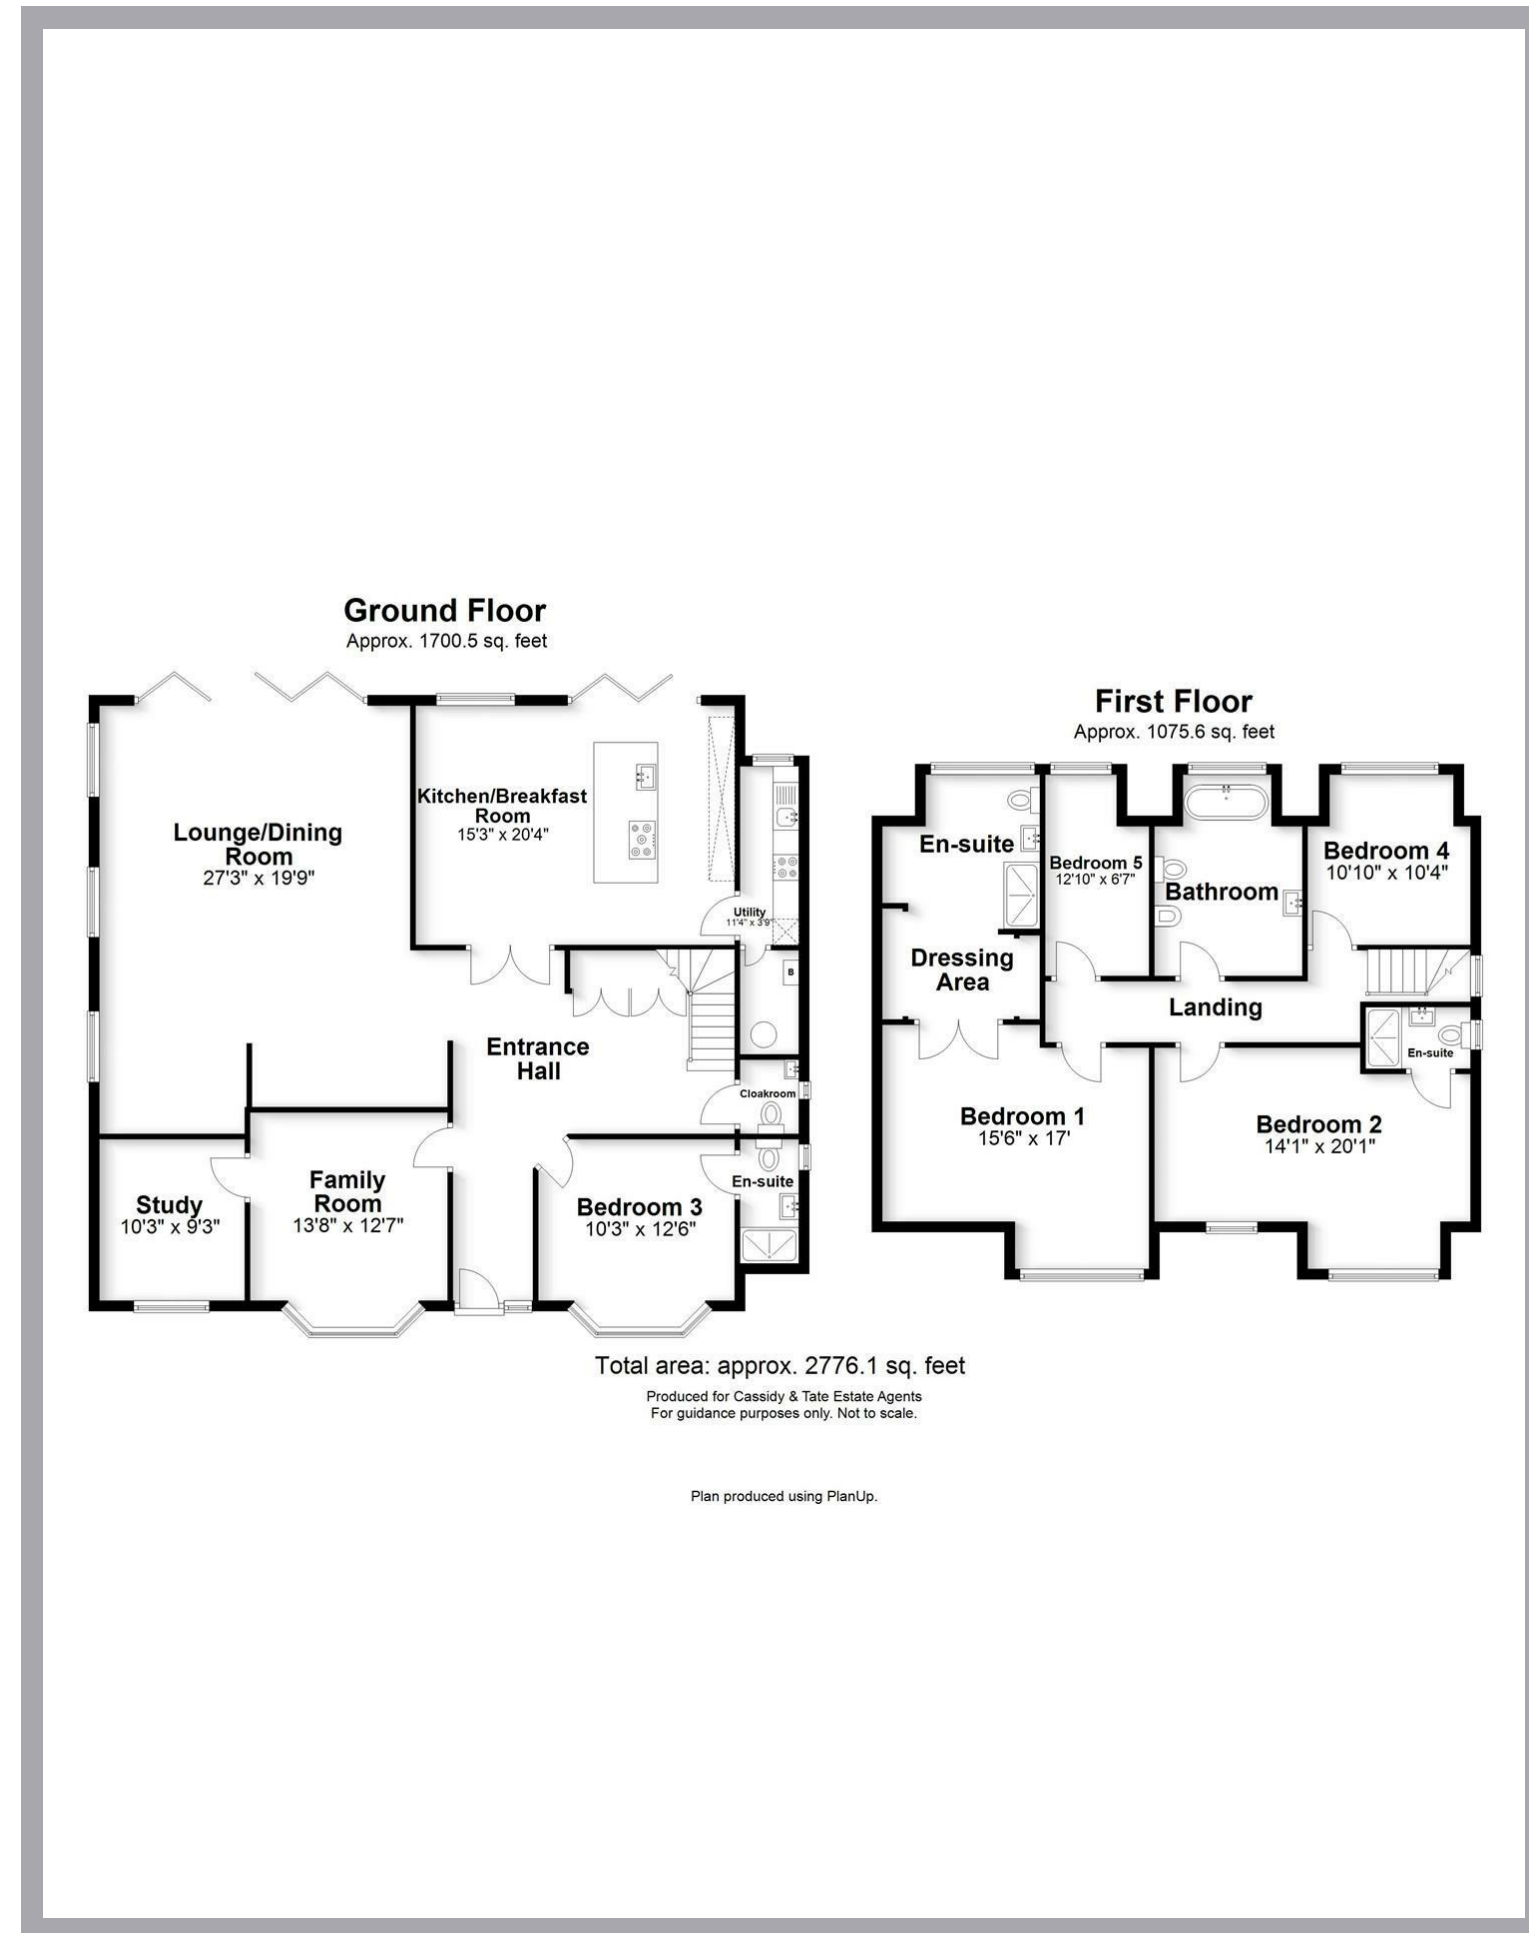 Ground Floor
Approx. 1700.5 sq. feet
Lounge/Dining
Room
27'3" x 19'9"
Kitchen/Breakfast
Room
15'3" x 20'4"
Utility
11'4" x 3'9"
B
Entrance
Hall
Cloakroom
Study
10'3" x 9'3"
Family
Room
13'8" x 12'7"
Bedroom 3
10'3" x 12'6"
En-suite
First Floor
Approx. 1075.6 sq. feet
En-suite
Bedroom 5
12'10" x 6'7"
Bathroom
Bedroom 4
10'10" x 10'4"
Dressing
Area
Landing
En-suite
Bedroom 1
15'6" x 17'
Bedroom 2
14'1" x 20'1"
Total area: approx. 2776.1 sq. feet
Produced for Cassidy & Tate Estate Agents
For guidance purposes only. Not to scale.
Plan produced using PlanUp.